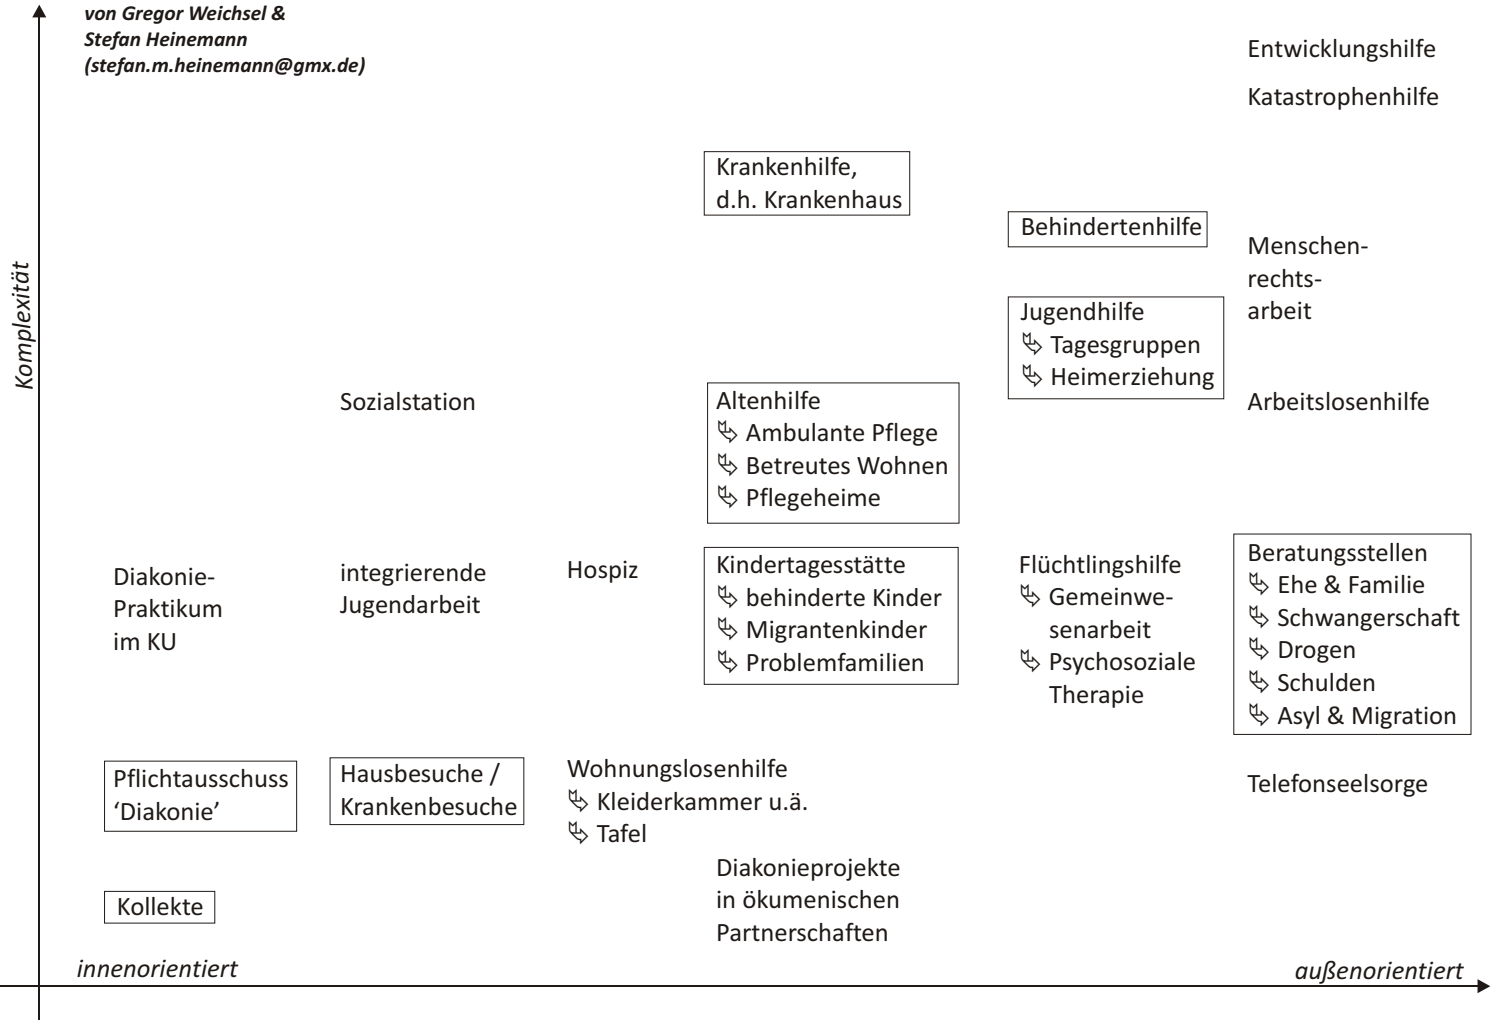 von Gregor Weichsel &
Stefan Heinemann
(stefan.m.heinemann@gmx.de)
Entwicklungshilfe
Katastrophenhilfe
Krankenhilfe,
d.h. Krankenhaus
Behindertenhilfe
Menschen-
rechts-
arbeit
Komplexität
Jugendhilfe
Tagesgruppen
Heimerziehung
Sozialstation
Altenhilfe
Ambulante Pflege
Betreutes Wohnen
Pflegeheime
Arbeitslosenhilfe
Diakonie-
Praktikum
im KU
integrierende
Jugendarbeit
Hospiz
Kindertagesstätte
behinderte Kinder
Migrantenkinder
Problemfamilien
Flüchtlingshilfe
Gemeinwe-
senarbeit
Psychosoziale
Therapie
Beratungsstellen
Ehe & Familie
Schwangerschaft
Drogen
Schulden
Asyl & Migration
Pflichtausschuss
‘Diakonie’
Hausbesuche /
Krankenbesuche
Wohnungslosenhilfe
Kleiderkammer u.ä.
Tafel
Telefonseelsorge
Diakonieprojekte
in ökumenischen
Partnerschaften
Kollekte
innenorientiert
außenorientiert